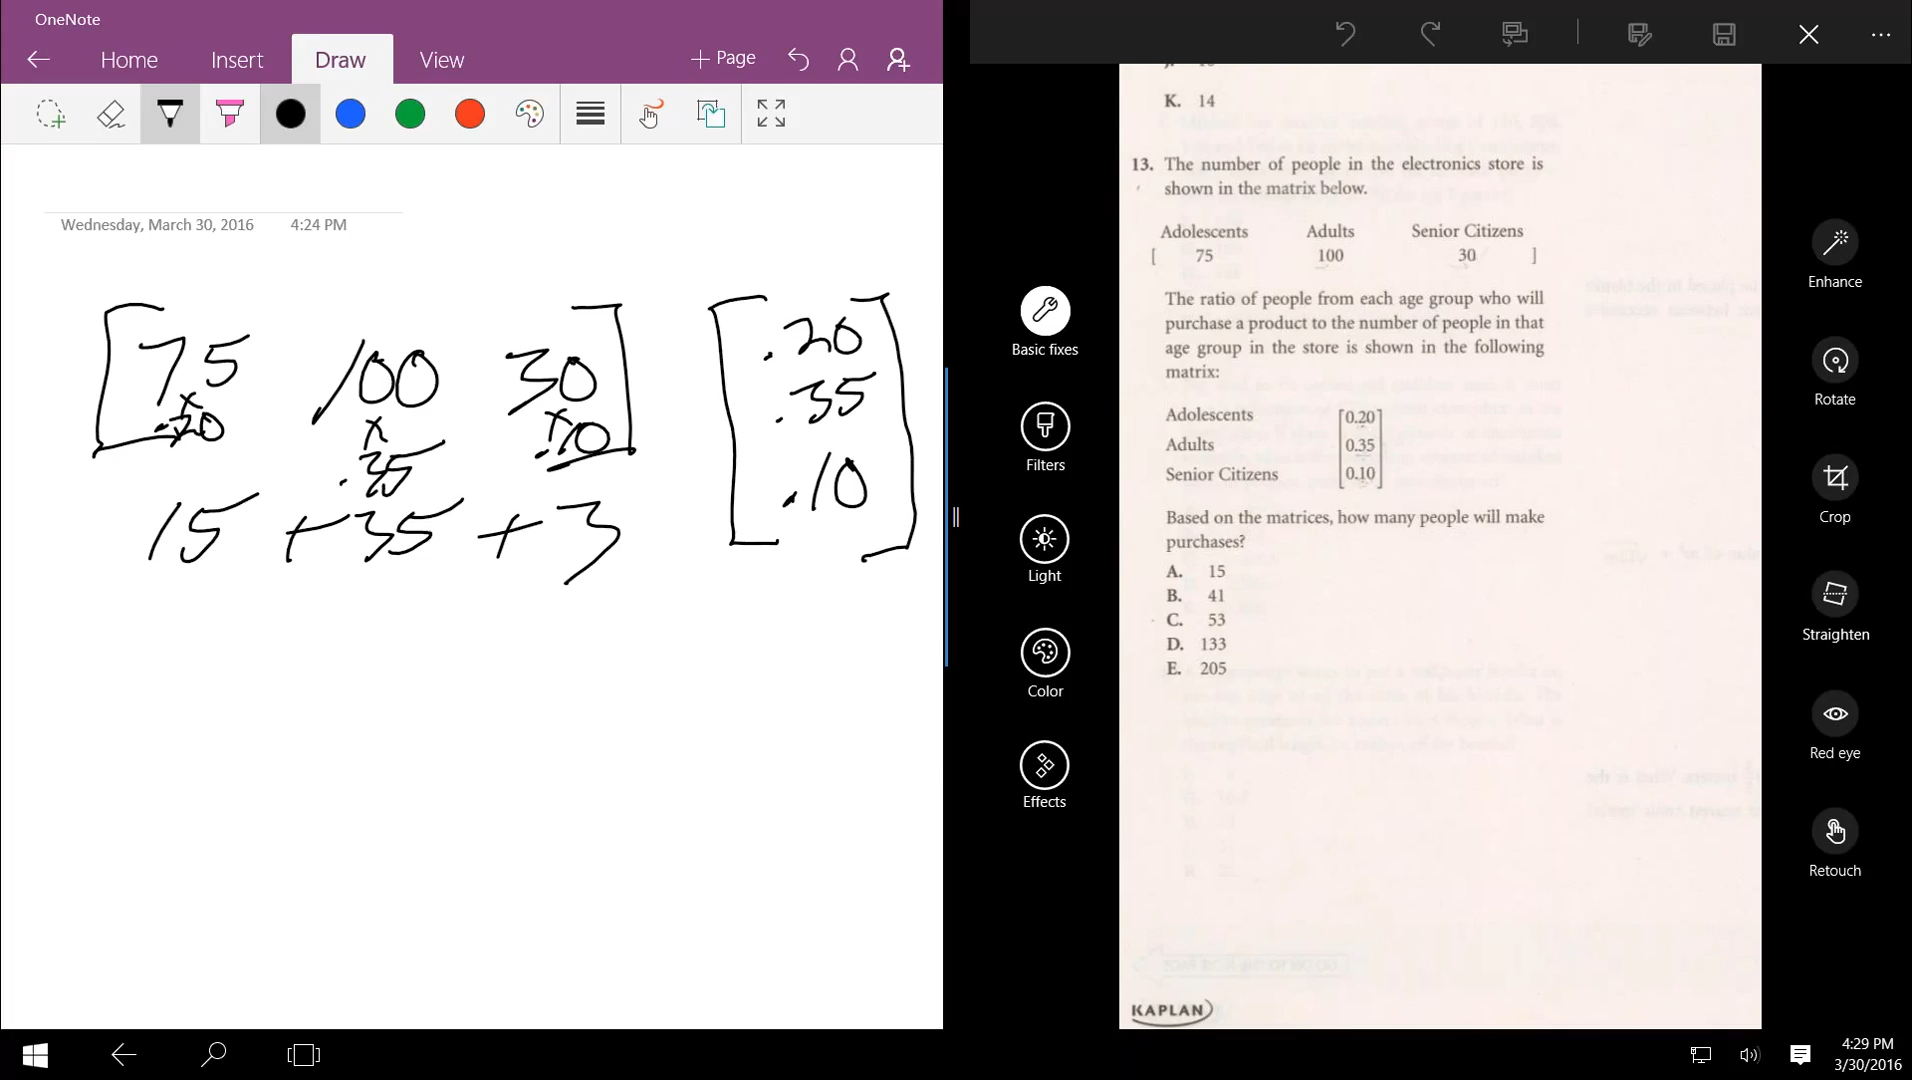 OneNote
Home Insert Draw View Page
Wednesday, March 30, 2016 4:24 PM
[75 100 30] [.20
x x x .35
.20 .35 .10 .10]
15 + 35 + 3
K. 14
13. The number of people in the electronics store is
shown in the matrix below.
Adolescents Adults Senior Citizens
[ 75 100 30 ]
The ratio of people from each age group who will
purchase a product to the number of people in that
age group in the store is shown in the following
matrix:
Adolescents [0.20]
Adults [0.35]
Senior Citizens [0.10]
Based on the matrices, how many people will make
purchases?
A. 15
B. 41
C. 53
D. 133
E. 205
KAPLAN
Basic fixes
Filters
Light
Color
Effects
Enhance
Rotate
Crop
Straighten
Red eye
Retouch
4:29 PM
3/30/2016